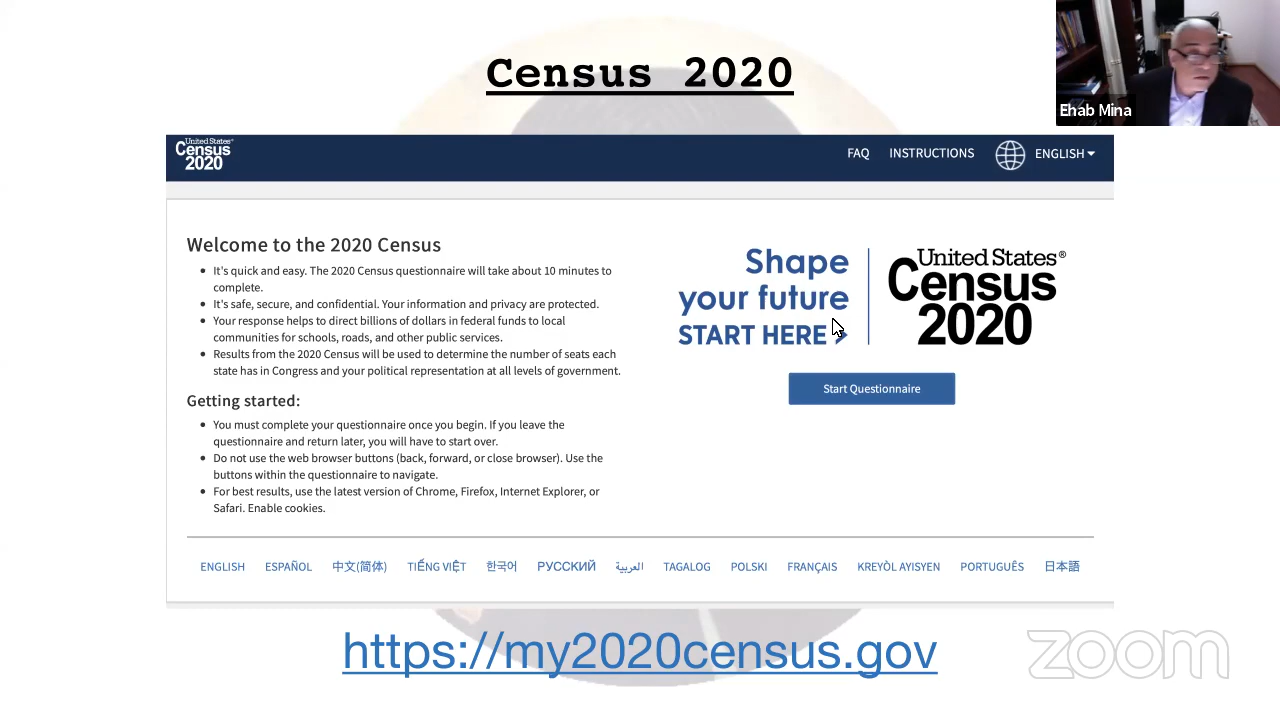 Census 2020
Ehab Mina
United States®
Census
2020
FAQ
INSTRUCTIONS
ENGLISH
Welcome to the 2020 Census
It's quick and easy. The 2020 Census questionnaire will take about 10 minutes to
complete.
It's safe, secure, and confidential. Your information and privacy are protected.
Your response helps to direct billions of dollars in federal funds to local
communities for schools, roads, and other public services.
Results from the 2020 Census will be used to determine the number of seats each
state has in Congress and your political representation at all levels of government.
Getting started:
You must complete your questionnaire once you begin. If you leave the
questionnaire and return later, you will have to start over.
Do not use the web browser buttons (back, forward, or close browser). Use the
buttons within the questionnaire to navigate.
For best results, use the latest version of Chrome, Firefox, Internet Explorer, or
Safari. Enable cookies.
Shape
your future
START HERE >
United States®
Census
2020
Start Questionnaire
ENGLISH ESPAÑOL 中文(简体) TIẾNG VIỆT 한국어 РУССКИЙ العربية TAGALOG POLSKI FRANÇAIS KREYÒL AYISYEN PORTUGUÊS 日本語
https://my2020census.gov
zoom